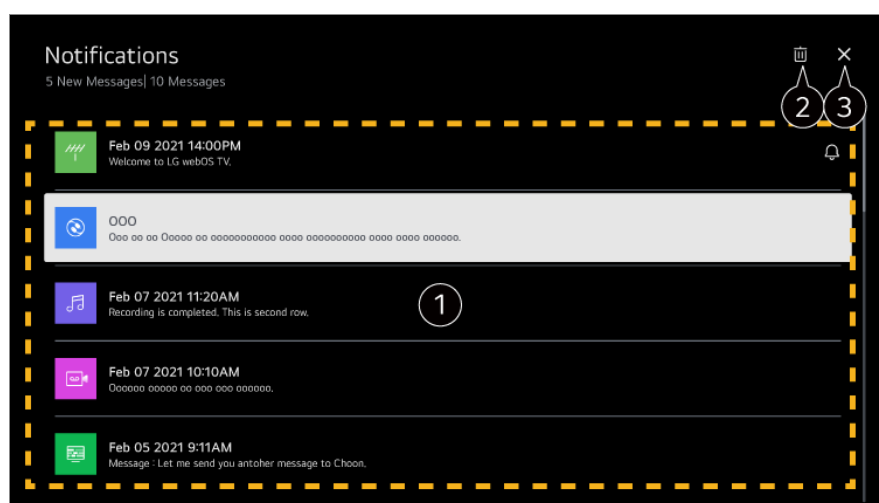 Notifications
5 New Messages| 10 Messages
2 3
Feb 09 2021 14:00PM
Welcome to LG webOS TV.
OOO
Ooo oo oo Ooooo oo ooooooooooo oooo oooooooooo oooo oooo oooooo.
Feb 07 2021 11:20AM
Recording is completed. This is second row.
1
Feb 07 2021 10:10AM
Oooooo ooooo oo ooo ooo oooooo.
Feb 05 2021 9:11AM
Message : Let me send you antoher message to Choon.